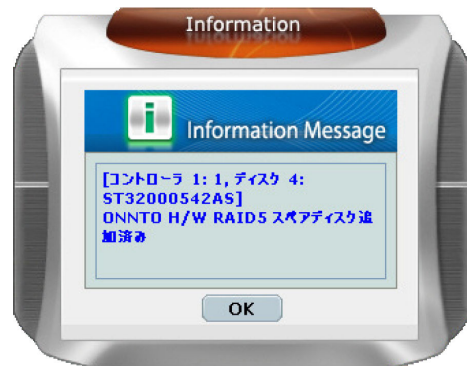 Information
Information Message
[コントローラ 1: 1, ディスク 4:
ST32000542AS]
ONNTO H/W RAID5 スペアディスク追
加済み
OK